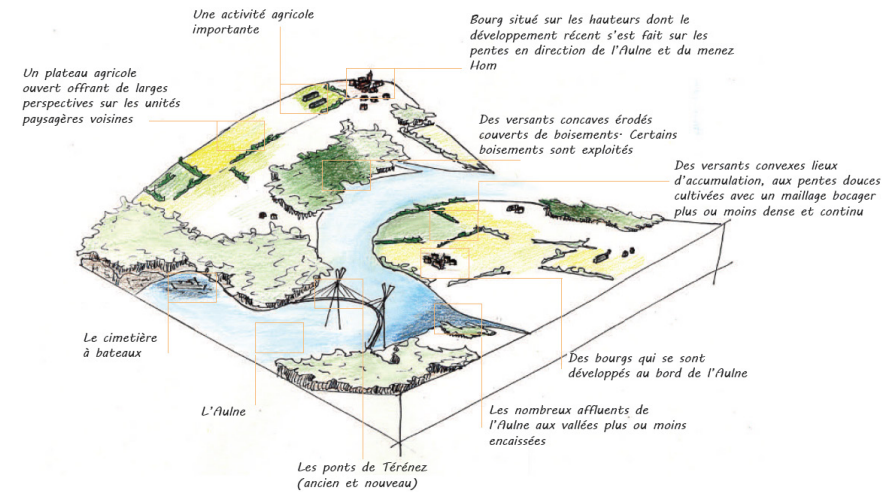 Une activité agricole
importante
Bourg situé sur les hauteurs dont le
développement récent s'est fait sur les
pentes en direction de l'Aulne et du menez
Hom
Un plateau agricole
ouvert offrant de larges
perspectives sur les unités
paysagères voisines
Des versants concaves érodés
couverts de boisements. Certains
boisements sont exploités
Des versants convexes lieux
d'accumulation, aux pentes douces
cultivées avec un maillage bocager
plus ou moins dense et continu
Le cimetière
à bateaux
L'Aulne
Des bourgs qui se sont
développés au bord de l'Aulne
Les nombreux affluents de
l'Aulne aux vallées plus ou moins
encaissées
Les ponts de Térénez
(ancien et nouveau)